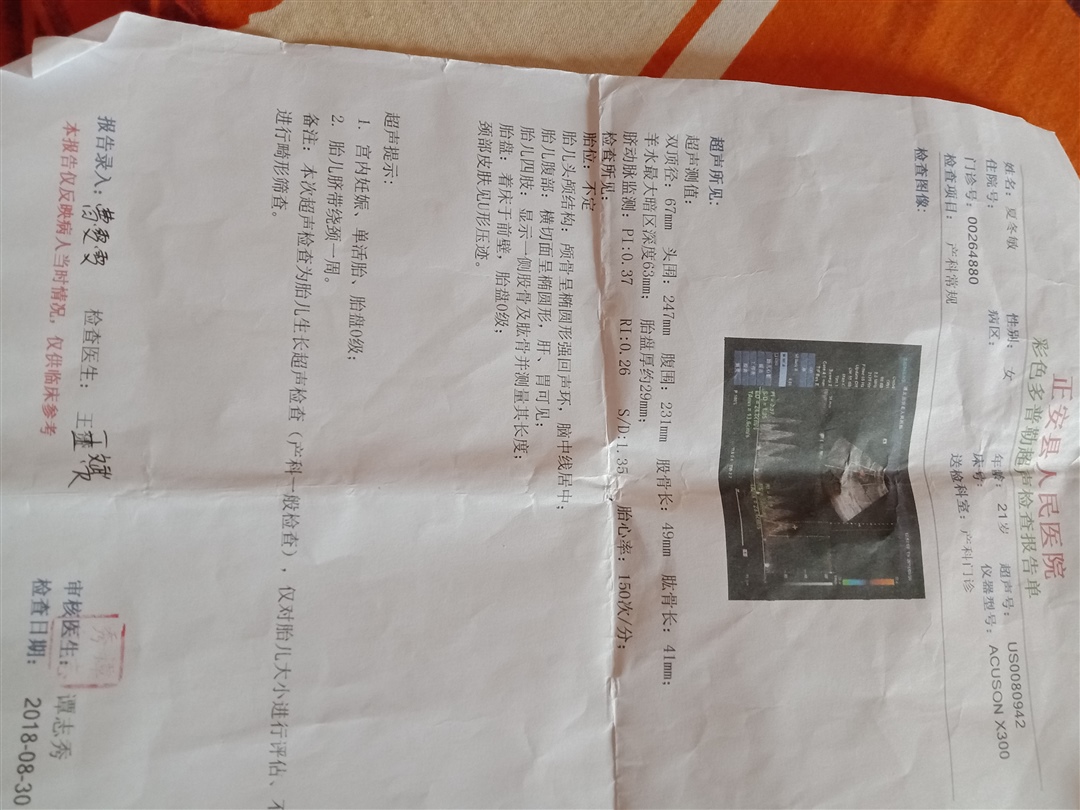 正安县人民医院
彩色多普勒超声检查报告单
姓名：夏冬敏 性别：女 年龄：21岁 超声号：US0080942
住院号： 病区： 床号： 仪器型号：ACUSON X300
门诊号：00264880 送检科室：产科门诊
检查项目：产科常规
检查图像：
超声所见：
超声测值：
双顶径：67mm 头围：247mm 腹围：231mm 股骨长：49mm 肱骨长：41mm；
羊水最大暗区深度63mm； 胎盘厚约29mm；
脐动脉监测：PI:0.37 RI:0.26 S/D:1.35 胎心率：150次/分；
检查所见：
胎位：不定
胎儿头颅结构：颅骨呈椭圆形强回声环，脑中线居中；
胎儿腹部：横切面呈椭圆形，肝、胃可见；
胎儿四肢：显示一侧股骨及肱骨并测量其长度；
胎盘：着床于前壁，胎盘0级；
颈部皮肤见U形压迹。
超声提示：
1. 宫内妊娠、单活胎、胎盘0级；
2. 胎儿脐带绕颈一周。
备注：本次超声检查为胎儿生长超声检查（产科一般检查），仅对胎儿大小进行评估、不
进行畸形筛查。
报告录入： 检查医生： 审核医生：谭志秀
本报告仅反映病人当时情况，仅供临床参考 检查日期：2018-08-30